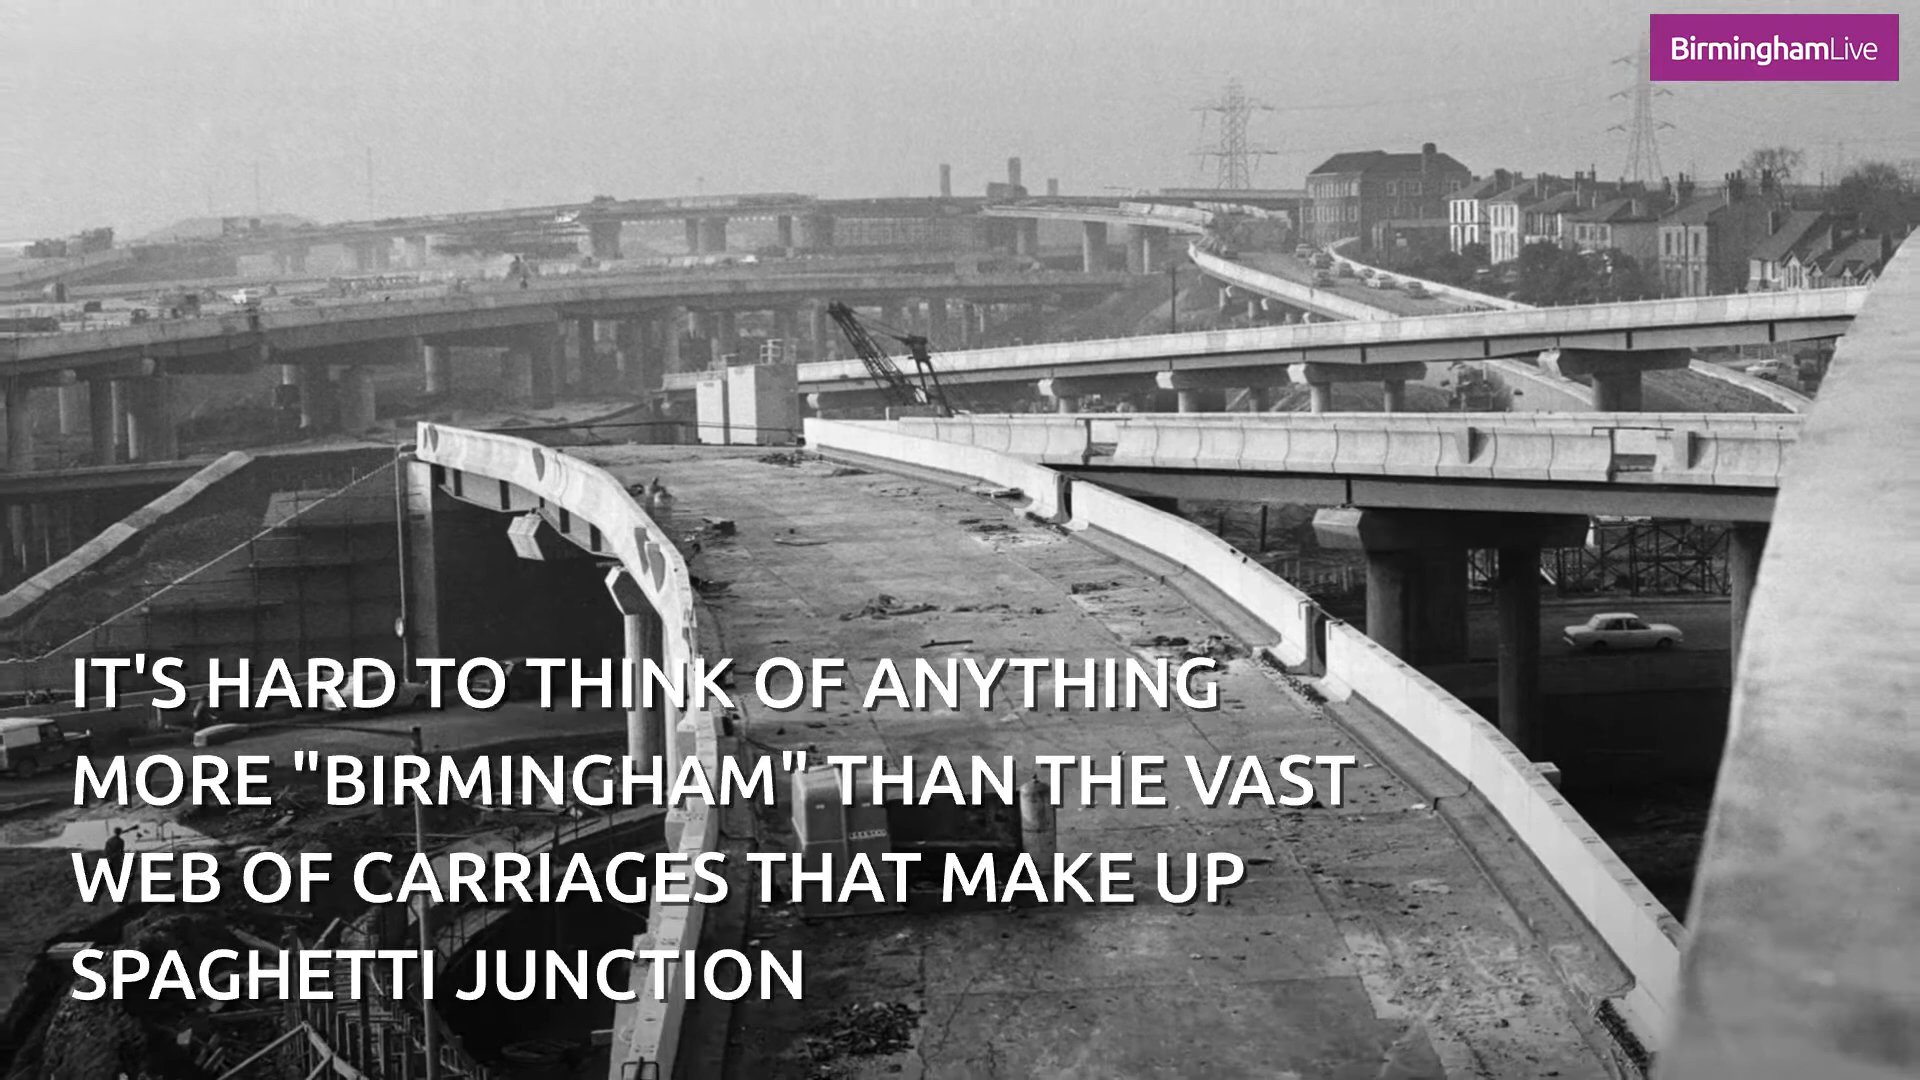 BirminghamLive
IT'S HARD TO THINK OF ANYTHING
MORE "BIRMINGHAM" THAN THE VAST
WEB OF CARRIAGES THAT MAKE UP
SPAGHETTI JUNCTION